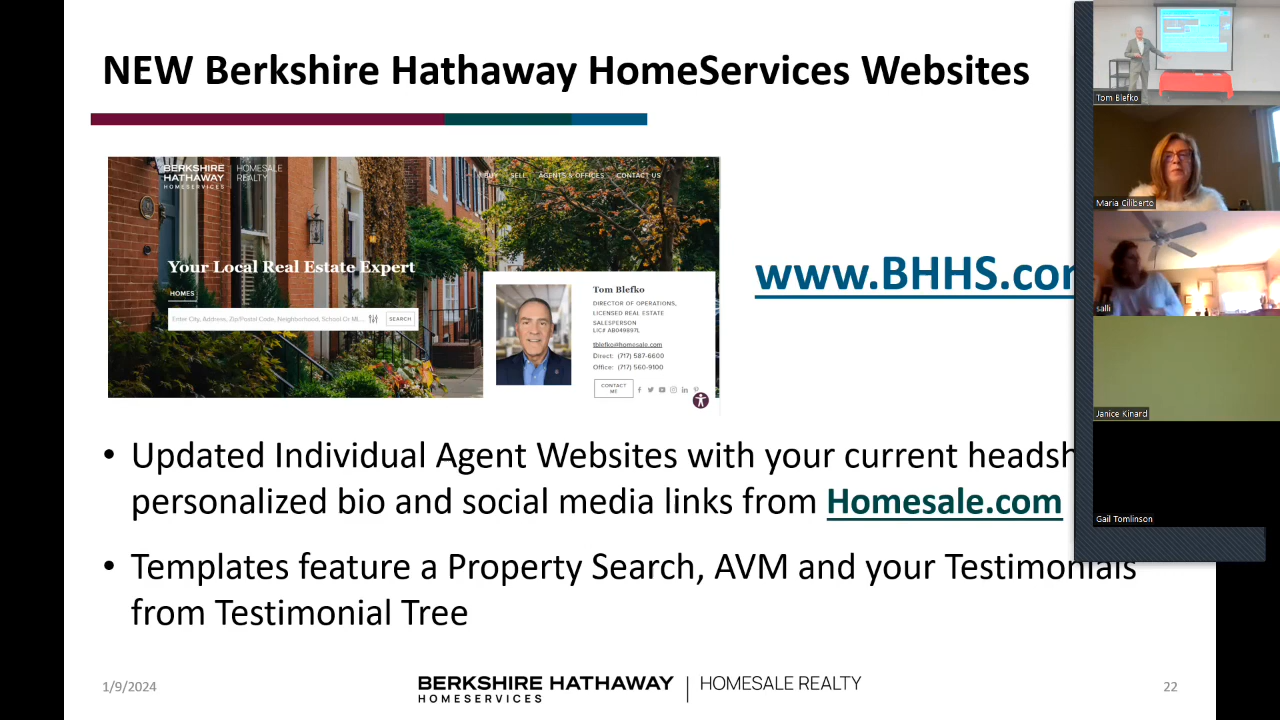 NEW Berkshire Hathaway HomeServices Websites
BERKSHIRE
HATHAWAY
HOMESERVICES
HOMESALE
REALTY
BUY SELL AGENTS & OFFICES CONTACT US
Your Local Real Estate Expert
HOMES
Enter City, Address, Zip/Postal Code, Neighborhood, School Or ML...
SEARCH
Tom Blefko
DIRECTOR OF OPERATIONS,
LICENSED REAL ESTATE
SALESPERSON
LIC# AB049897L
tblefko@homesale.com
Direct: (717) 587-6600
Office: (717) 560-9100
CONTACT
ME
www.BHHS.co
• Updated Individual Agent Websites with your current headsh
personalized bio and social media links from Homesale.com
• Templates feature a Property Search, AVM and your Testimonials
from Testimonial Tree
1/9/2024
BERKSHIRE HATHAWAY
HOMESERVICES
HOMESALE REALTY
22
Tom Blefko
Maria Ciliberto
salli
Janice Kinard
Gail Tomlinson